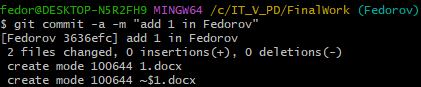 fedor@DESKTOP-N5R2FH9 MINGW64 /c/IT_V_PD/FinalWork (Fedorov)
$ git commit -a -m "add 1 in Fedorov"
[Fedorov 3636efc] add 1 in Fedorov
 2 files changed, 0 insertions(+), 0 deletions(-)
 create mode 100644 1.docx
 create mode 100644 ~$1.docx